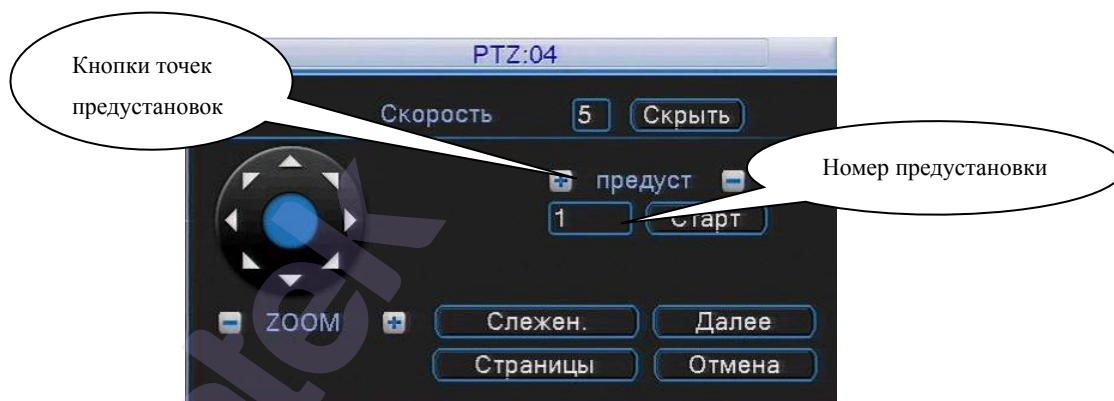 PTZ:04
Кнопки точек
предустановок
Скорость 5 Скрыть
предуст
Номер предустановки
1 Старт
ZOOM
Слежен. Далее
Страницы Отмена